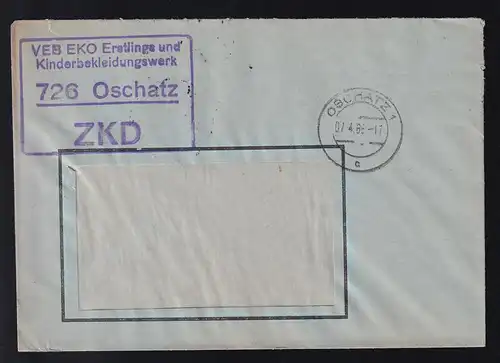 VEB EKO Erstlings und
Kinderbekleidungswerk
726 Oschatz
ZKD
OSCHATZ 1
c